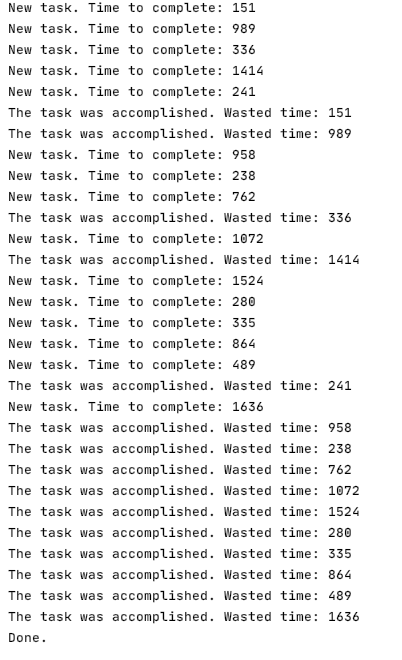 New task. Time to complete: 151
New task. Time to complete: 989
New task. Time to complete: 336
New task. Time to complete: 1414
New task. Time to complete: 241
The task was accomplished. Wasted time: 151
The task was accomplished. Wasted time: 989
New task. Time to complete: 958
New task. Time to complete: 238
New task. Time to complete: 762
The task was accomplished. Wasted time: 336
New task. Time to complete: 1072
The task was accomplished. Wasted time: 1414
New task. Time to complete: 1524
New task. Time to complete: 280
New task. Time to complete: 335
New task. Time to complete: 864
New task. Time to complete: 489
The task was accomplished. Wasted time: 241
New task. Time to complete: 1636
The task was accomplished. Wasted time: 958
The task was accomplished. Wasted time: 238
The task was accomplished. Wasted time: 762
The task was accomplished. Wasted time: 1072
The task was accomplished. Wasted time: 1524
The task was accomplished. Wasted time: 280
The task was accomplished. Wasted time: 335
The task was accomplished. Wasted time: 864
The task was accomplished. Wasted time: 489
The task was accomplished. Wasted time: 1636
Done.